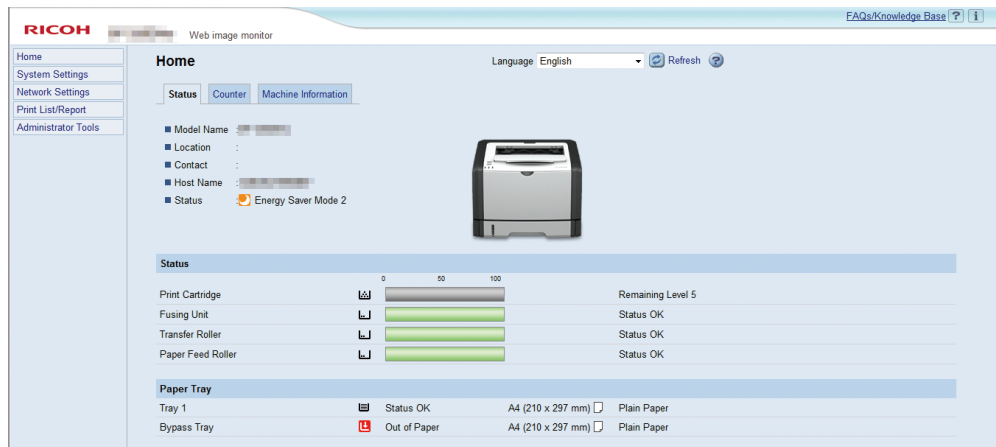 FAQs/Knowledge Base ? i
RICOH Web image monitor
Home
System Settings
Network Settings
Print List/Report
Administrator Tools
Home
Language English Refresh ?
Status Counter Machine Information
Model Name :
Location :
Contact :
Host Name :
Status : Energy Saver Mode 2
Status
0 50 100
Print Cartridge Remaining Level 5
Fusing Unit Status OK
Transfer Roller Status OK
Paper Feed Roller Status OK
Paper Tray
Tray 1 Status OK A4 (210 x 297 mm) Plain Paper
Bypass Tray Out of Paper A4 (210 x 297 mm) Plain Paper